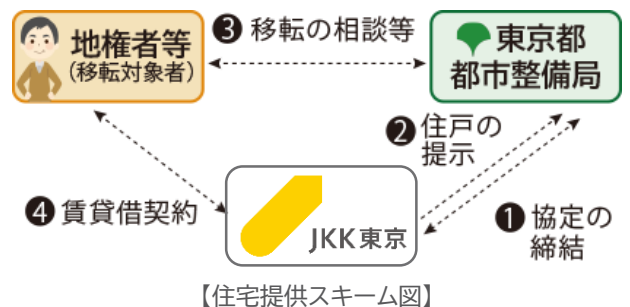 地権者等
（移転対象者）
❸ 移転の相談等
東京都
都市整備局
❷ 住戸の
提示
❹ 賃貸借契約
JKK東京
❶ 協定の
締結
【住宅提供スキーム図】